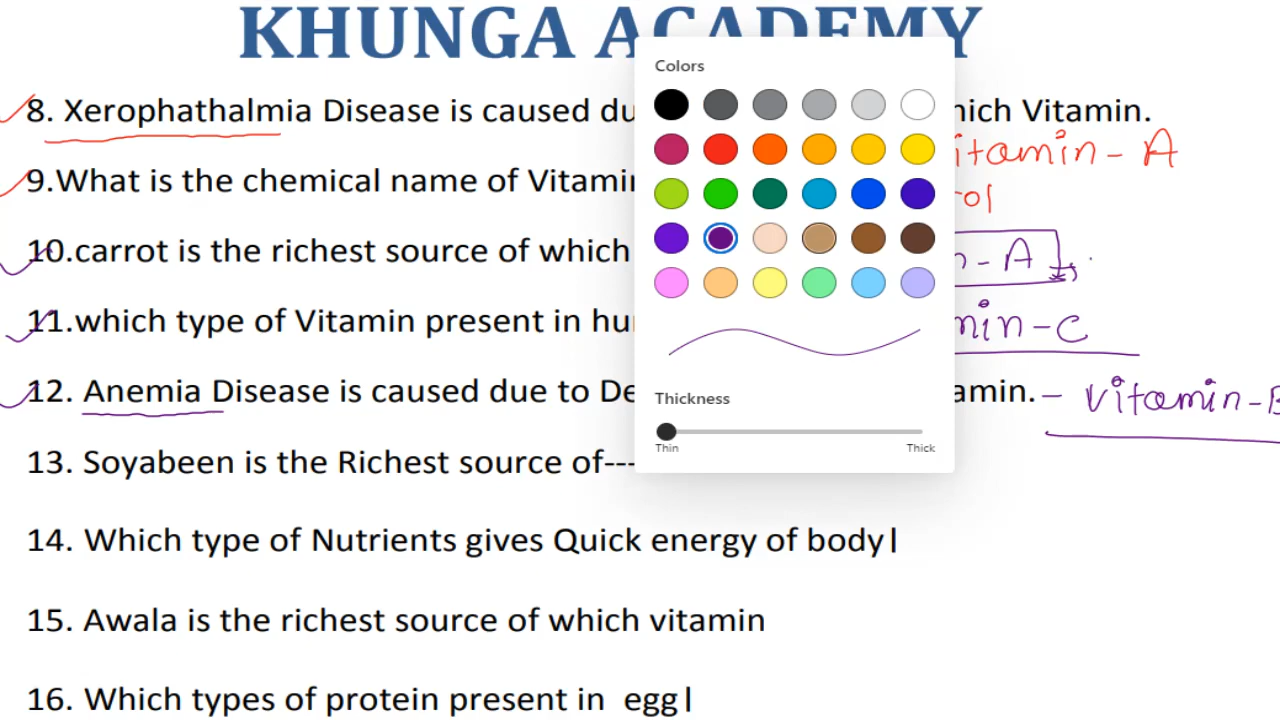 KHUNGA ACADEMY
Colors
8. Xerophathalmia Disease is caused du hich Vitamin.
itamin - A
9.What is the chemical name of Vitamin
rol
10.carrot is the richest source of which
n - A
11.which type of Vitamin present in hu
min - C
12. Anemia Disease is caused due to De amin. - Vitamin - B
Thickness
Thin Thick
13. Soyabeen is the Richest source of---
14. Which type of Nutrients gives Quick energy of body|
15. Awala is the richest source of which vitamin
16. Which types of protein present in egg|